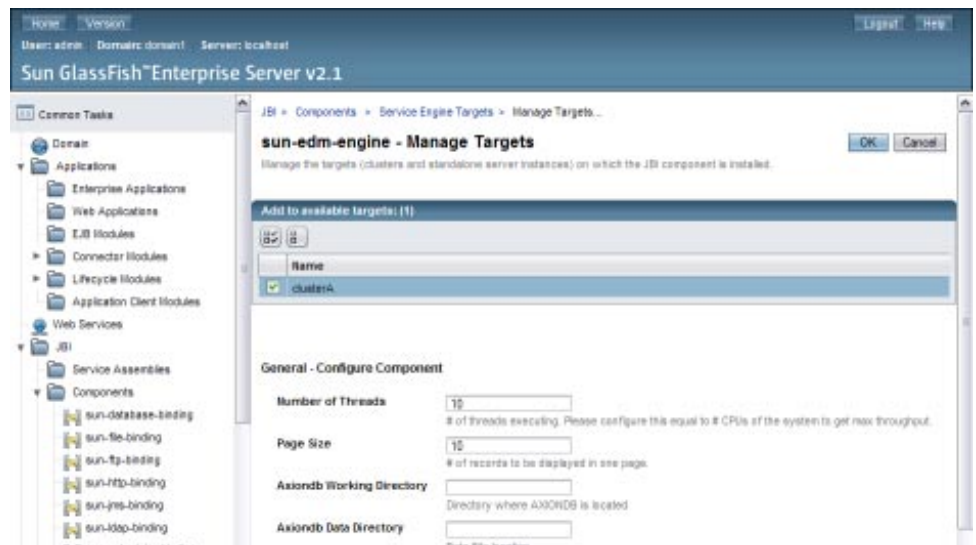 Home Version Logout Help
User: admin Domain: domain1 Server: localhost
Sun GlassFish™ Enterprise Server v2.1
Common Tasks
Domain
Applications
Enterprise Applications
Web Applications
EJB Modules
Connector Modules
Lifecycle Modules
Application Client Modules
Web Services
JBI
Service Assemblies
Components
sun-database-binding
sun-file-binding
sun-ftp-binding
sun-http-binding
sun-jms-binding
sun-ldap-binding
JBI > Components > Service Engine Targets > Manage Targets...
sun-edm-engine - Manage Targets
OK Cancel
Manage the targets (clusters and standalone server instances) on which the JBI component is installed.
Add to available targets: (1)
Name
clusterA
General - Configure Component
Number of Threads 10
# of threads executing. Please configure this equal to # CPUs of the system to get max throughput.
Page Size 10
# of records to be displayed in one page.
Axiondb Working Directory
Directory where AXIONDB is located
Axiondb Data Directory